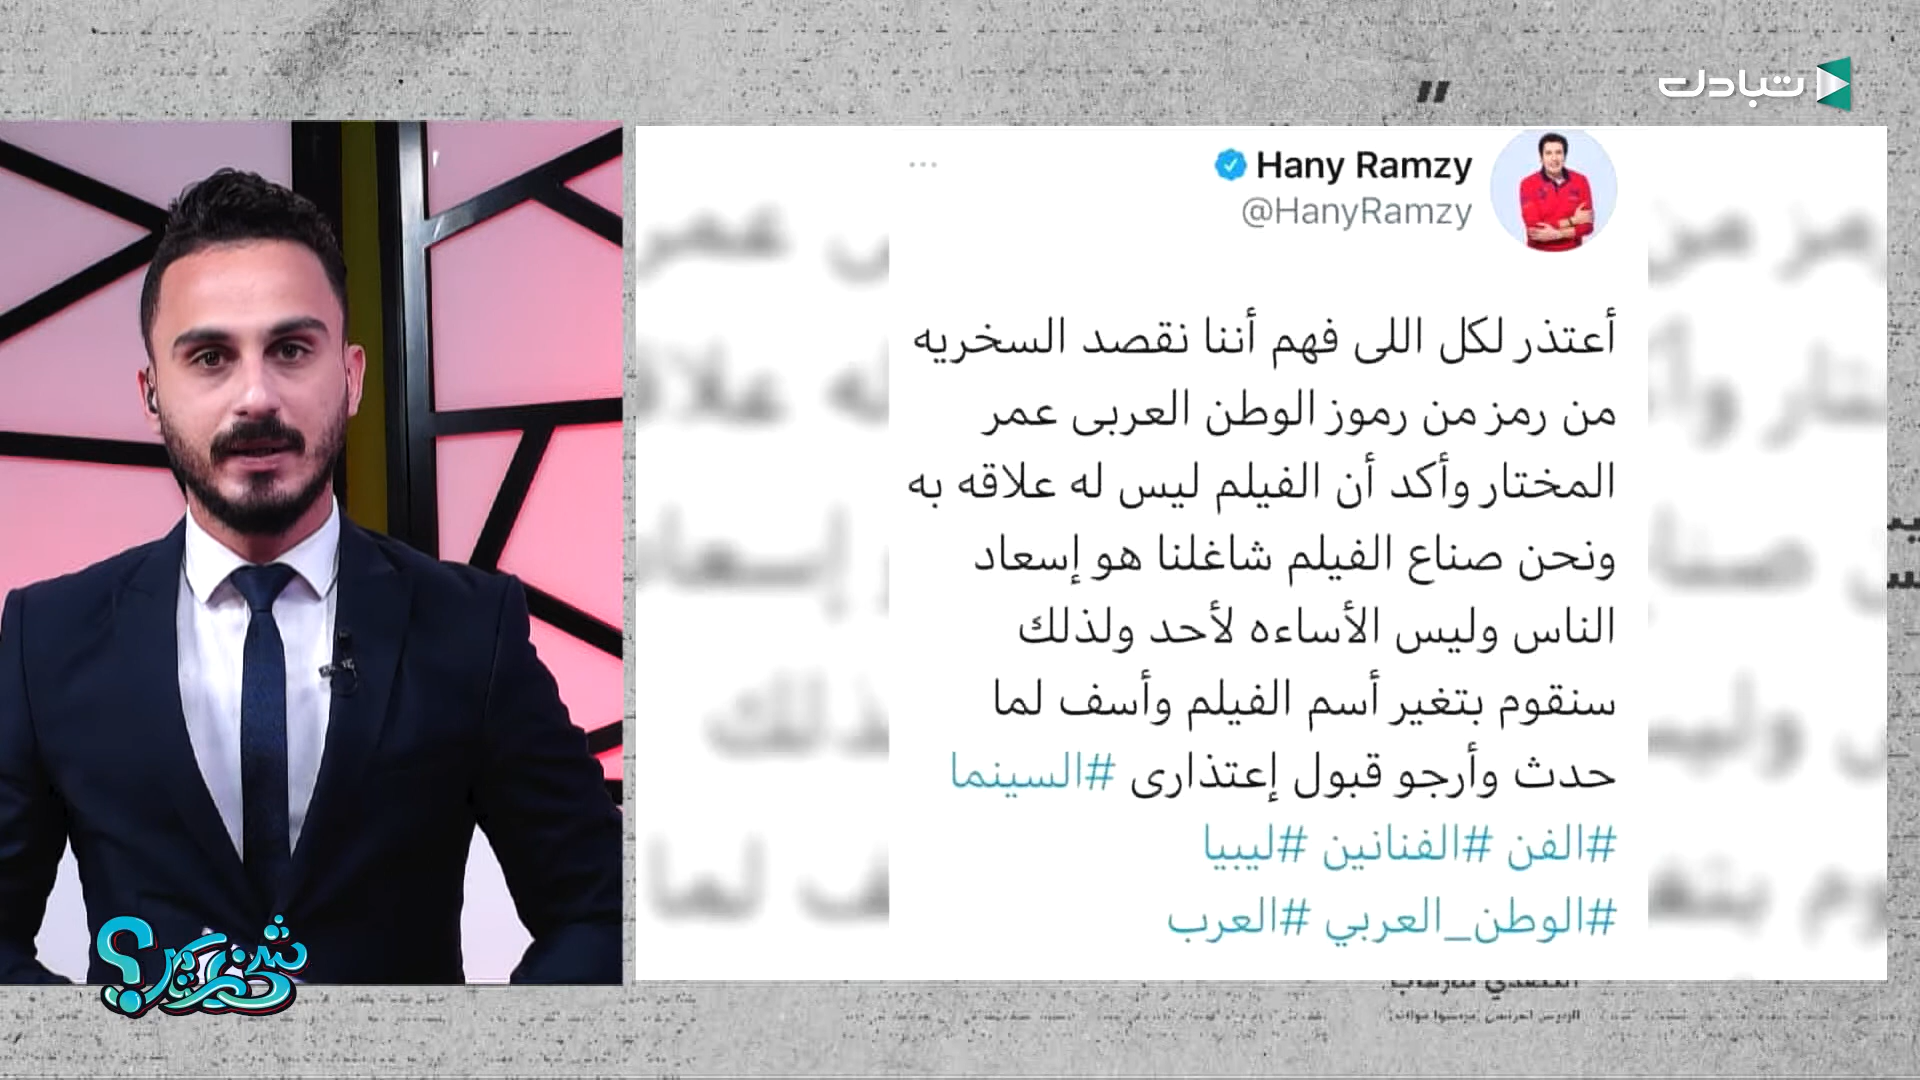 تبادل
"
Hany Ramzy
@HanyRamzy
...
أعتذر لكل اللى فهم أننا نقصد السخريه
من رمز من رموز الوطن العربى عمر
المختار وأكد أن الفيلم ليس له علاقه به
ونحن صناع الفيلم شاغلنا هو إسعاد
الناس وليس الأساءه لأحد ولذلك
سنقوم بتغير أسم الفيلم وأسف لما
حدث وأرجو قبول إعتذارى #السينما
#الفن #الفنانين #ليبيا
#الوطن_العربي #العرب